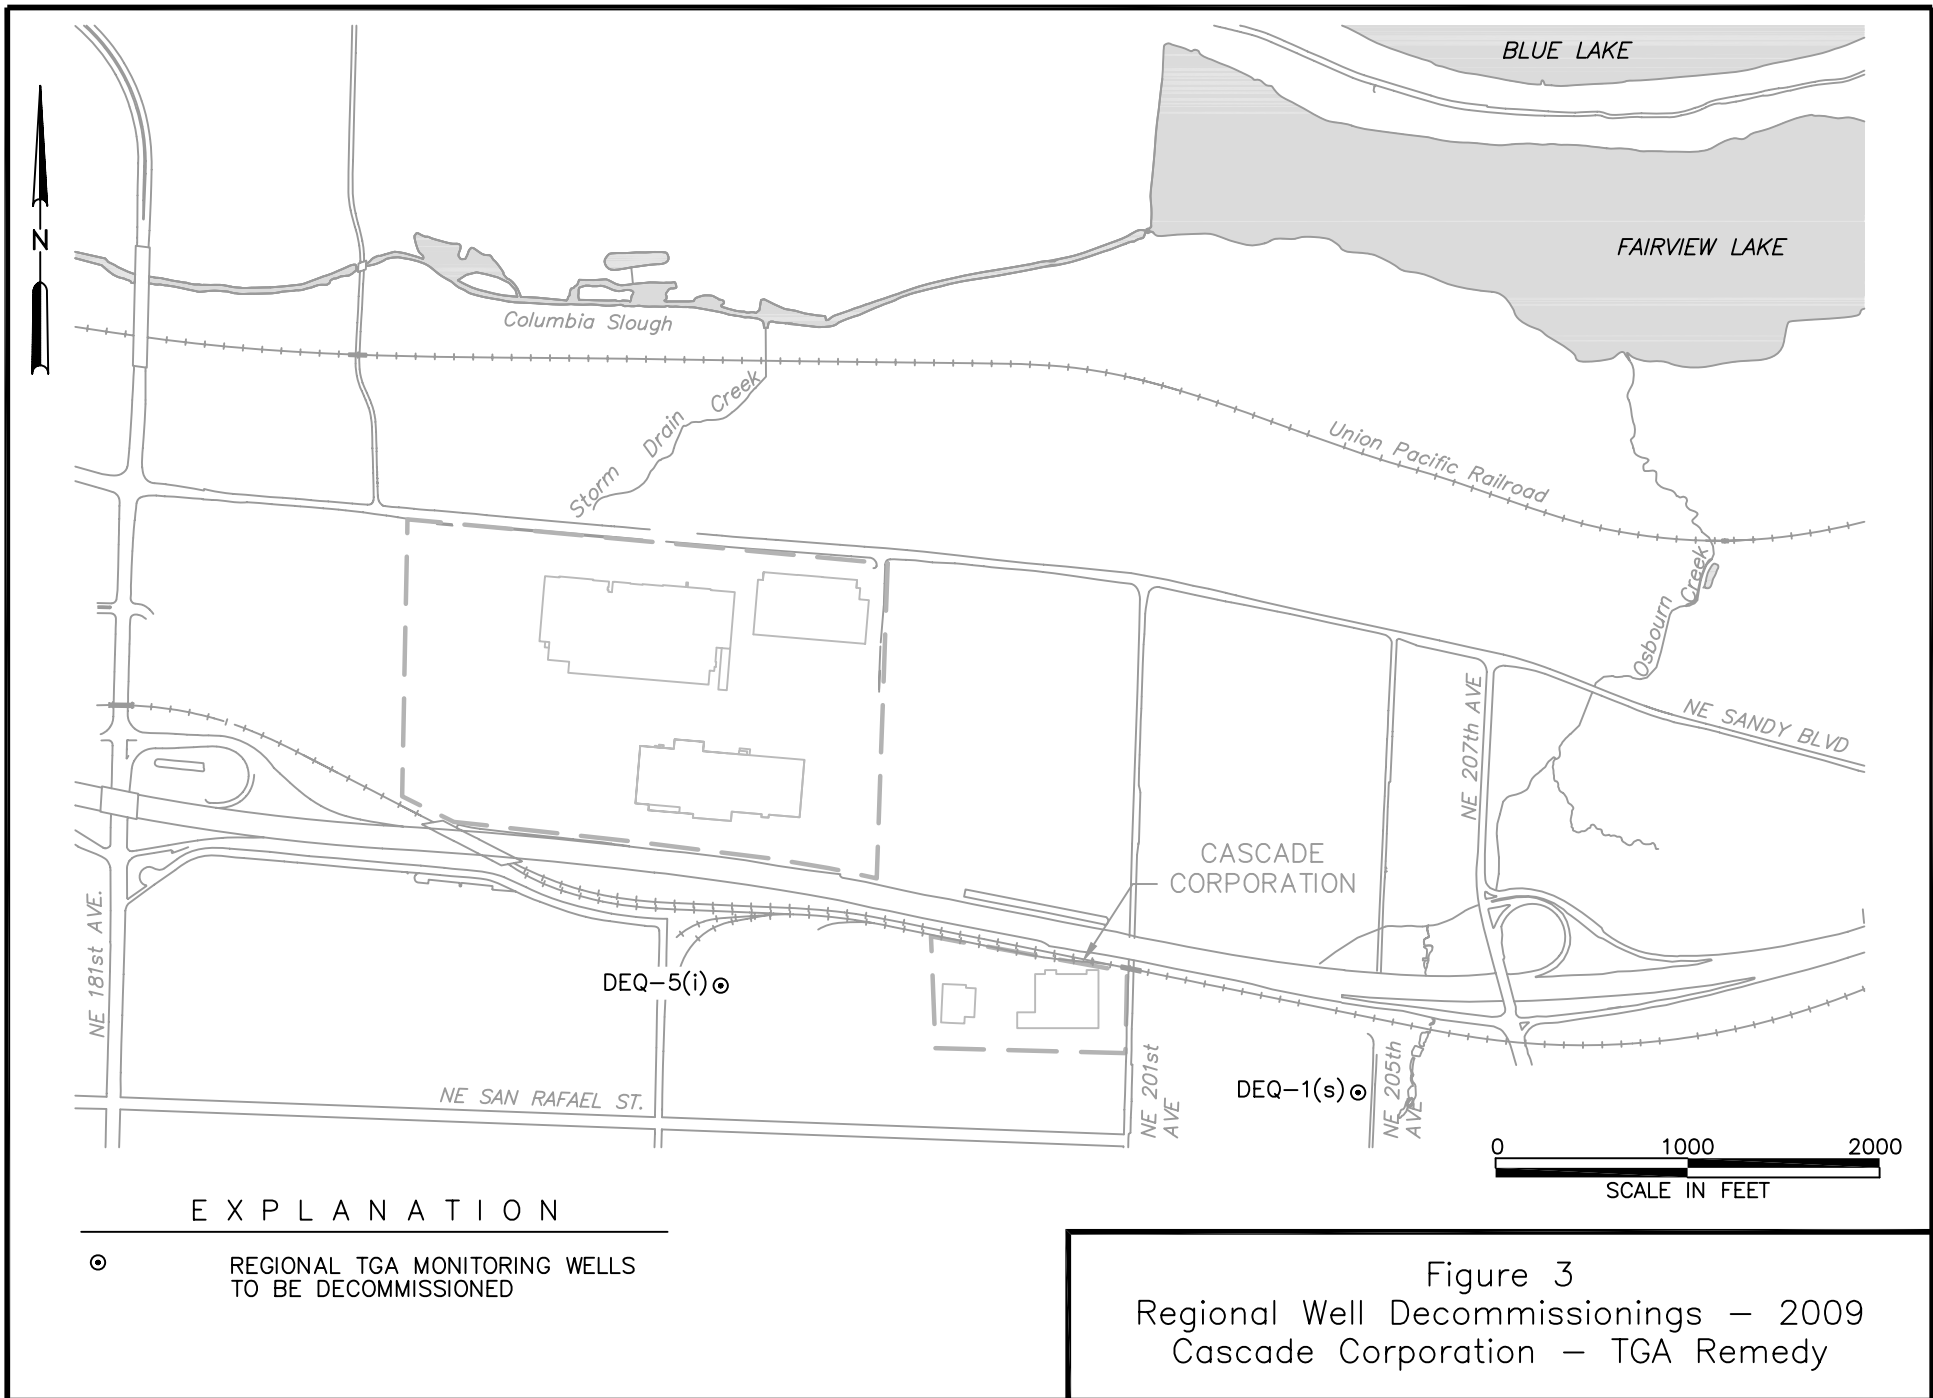 BLUE LAKE
N
FAIRVIEW LAKE
Columbia Slough
Storm Drain Creek
Union Pacific Railroad
Osbourn Creek
NE SANDY BLVD
NE 207th AVE
CASCADE
CORPORATION
NE 181st AVE.
DEQ-5(i)
DEQ-1(s)
NE SAN RAFAEL ST.
NE 201st
AVE
NE 205th
AVE
0 1000 2000
SCALE IN FEET
EXPLANATION
REGIONAL TGA MONITORING WELLS
TO BE DECOMMISSIONED
Figure 3
Regional Well Decommissionings - 2009
Cascade Corporation - TGA Remedy